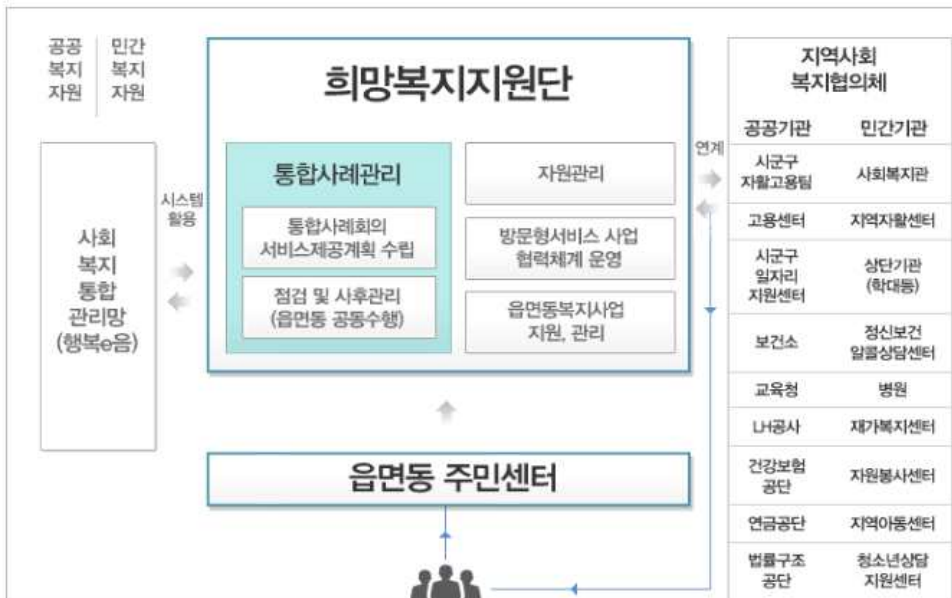 공공 민간
복지 복지
자원 자원
희망복지지원단
통합사례관리
통합사례회의
서비스제공계획 수립
점검 및 사후관리
(읍면동 공동수행)
자원관리
방문형서비스 사업
협력체계 운영
읍면동복지사업
지원, 관리
시스템
활용
사회
복지
통합
관리망
(행복e음)
연계
읍면동 주민센터
지역사회
복지협의체
공공기관 민간기관
시군구
자활고용팀
사회복지관
고용센터 지역자활센터
시군구
일자리
지원센터
상단기관
(학대등)
보건소
정신보건
알콜상담센터
교육청 병원
LH공사 재가복지센터
건강보험
공단
자원봉사센터
연금공단 지역아동센터
법률구조
공단
청소년상담
지원센터